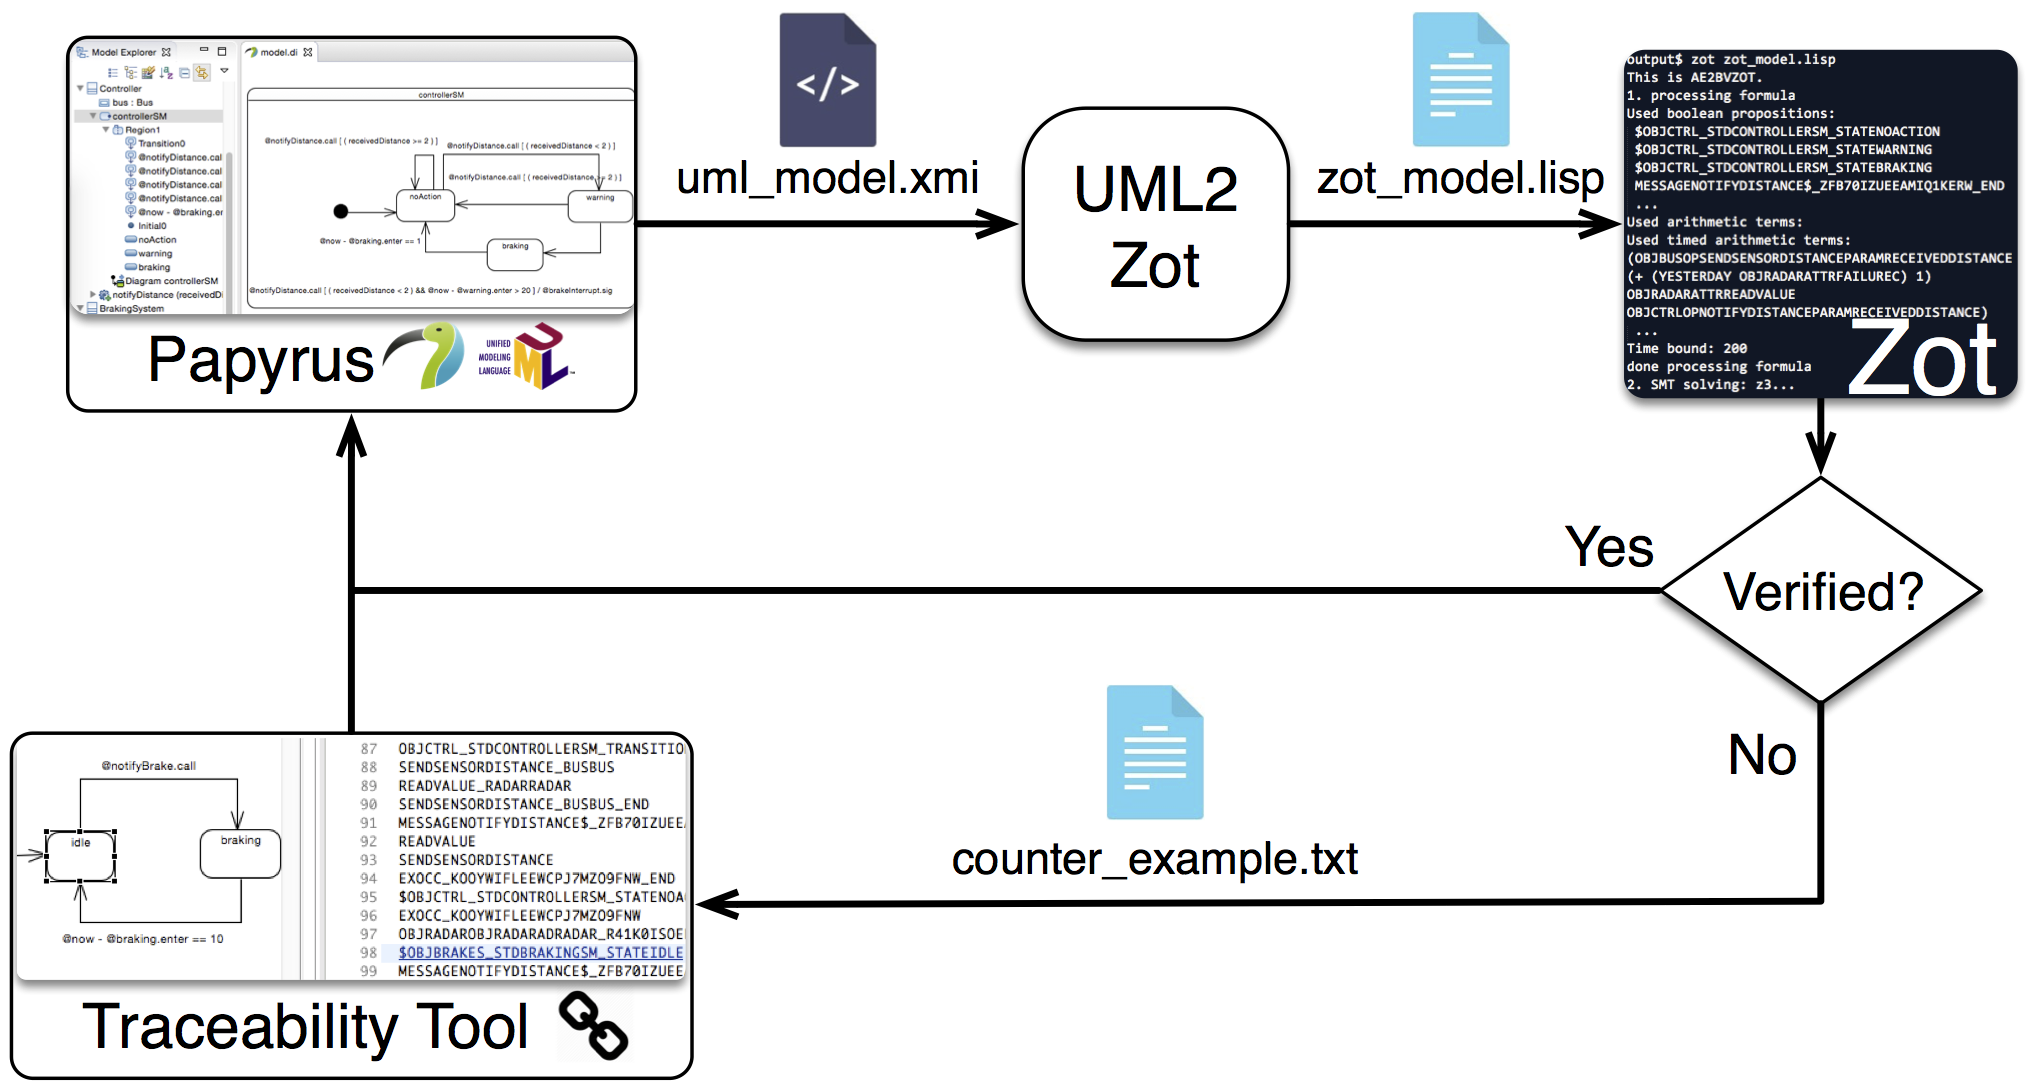 Model Explorer
Controller
bus : Bus
controllerSM
Region1
Transition0
@notifyDistance.cal
@notifyDistance.cal
@notifyDistance.cal
@notifyDistance.cal
@now - @braking.er
Initial0
noAction
warning
braking
Diagram controllerSM
notifyDistance (receivedDi
BrakingSystem
model.di
controllerSM
@notifyDistance.call [ ( receivedDistance >= 2 ) ]
@notifyDistance.call [ ( receivedDistance < 2 ) ]
@notifyDistance.call [ ( receivedDistance >= 2 ) ]
noAction
warning
@now - @braking.enter == 1
braking
@notifyDistance.call [ ( receivedDistance < 2 ) && @now - @warning.enter > 20 ] / @brakeInterrupt.sig
Papyrus
UNIFIED
MODELING
LANGUAGE
UML
</>
uml_model.xmi
UML2
Zot
zot_model.lisp
output$ zot zot_model.lisp
This is AE2BVZOT.
1. processing formula
Used boolean propositions:
$OBJCTRL_STDCONTROLLERSM_STATENOACTION
$OBJCTRL_STDCONTROLLERSM_STATEWARNING
$OBJCTRL_STDCONTROLLERSM_STATEBRAKING
MESSAGENOTIFYDISTANCE$_ZFB70IZUEEAMIQ1KERW_END
...
Used arithmetic terms:
Used timed arithmetic terms:
(OBJBUSOPSENDSENSORDISTANCEPARAMRECEIVEDDISTANCE
(+ (YESTERDAY OBJRADARATTRFAILUREC) 1)
OBJRADARATTRREADVALUE
OBJCTRLOPNOTIFYDISTANCEPARAMRECEIVEDDISTANCE)
...
Time bound: 200
done processing formula
2. SMT solving: z3...
Zot
Verified?
Yes
No
counter_example.txt
@notifyBrake.call
idle
braking
@now - @braking.enter == 10
87 OBJCTRL_STDCONTROLLERSM_TRANSITIO
88 SENDSENSORDISTANCE_BUSBUS
89 READVALUE_RADARRADAR
90 SENDSENSORDISTANCE_BUSBUS_END
91 MESSAGENOTIFYDISTANCE$_ZFB70IZUEE
92 READVALUE
93 SENDSENSORDISTANCE
94 EXOCC_KOOYWIFLEEWCPJ7MZO9FNW_END
95 $OBJCTRL_STDCONTROLLERSM_STATENOA
96 EXOCC_KOOYWIFLEEWCPJ7MZO9FNW
97 OBJRADAROBJRADARADRADAR_R41K0ISOE
98 $OBJBRAKES_STDBRAKINGSM_STATEIDLE
99 MESSAGENOTIFYDISTANCE$_ZFB70IZUEE
Traceability Tool